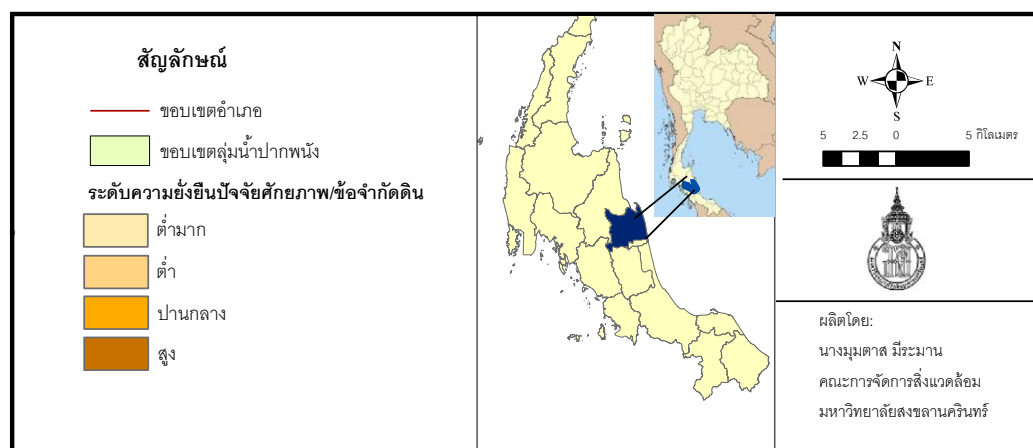 สัญลักษณ์
ขอบเขตอำเภอ
ขอบเขตลุ่มน้ำปากพนัง
ระดับความยั่งยืนปัจจัยศักยภาพ/ข้อจำกัดดิน
ต่ำมาก
ต่ำ
ปานกลาง
สูง
N
W E
S
5 2.5 0 5 กิโลเมตร
ผลิตโดย:
นางมุมตาส มีระมาน
คณะการจัดการสิ่งแวดล้อม
มหาวิทยาลัยสงขลานครินทร์